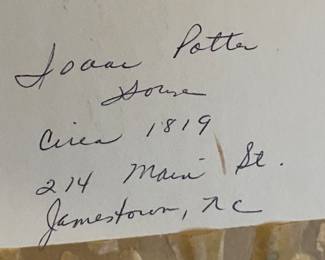 Isaac Potter
House
Circa 1819
214 Main St.
Jamestown, NC